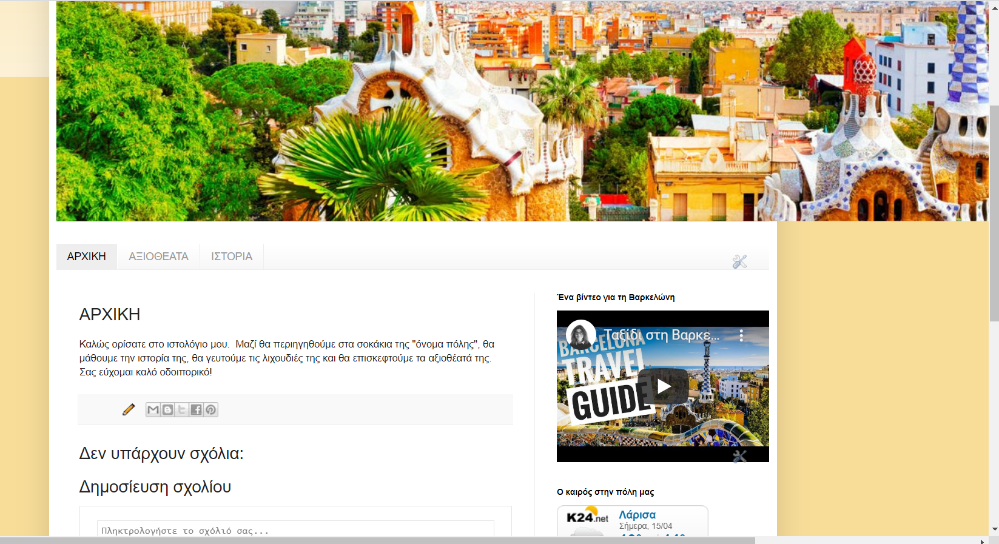 ΑΡΧΙΚΗ ΑΞΙΟΘΕΑΤΑ ΙΣΤΟΡΙΑ
ΑΡΧΙΚΗ
Καλώς ορίσατε στο ιστολόγιο μου.  Μαζί θα περιηγηθούμε στα σοκάκια της "όνομα πόλης", θα
μάθουμε την ιστορία της, θα γευτούμε τις λιχουδιές της και θα επισκεφτούμε τα αξιοθέατά της.
Σας εύχομαι καλό οδοιπορικό!
Δεν υπάρχουν σχόλια:
Δημοσίευση σχολίου
Πληκτρολογήστε το σχόλιό σας...
Ένα βίντεο για τη Βαρκελώνη
Ταξίδι στη Βαρκε...
BARCELONA
TRAVEL
GUIDE
Ο καιρός στην πόλη μας
K24.net
Λάρισα
Σήμερα, 15/04